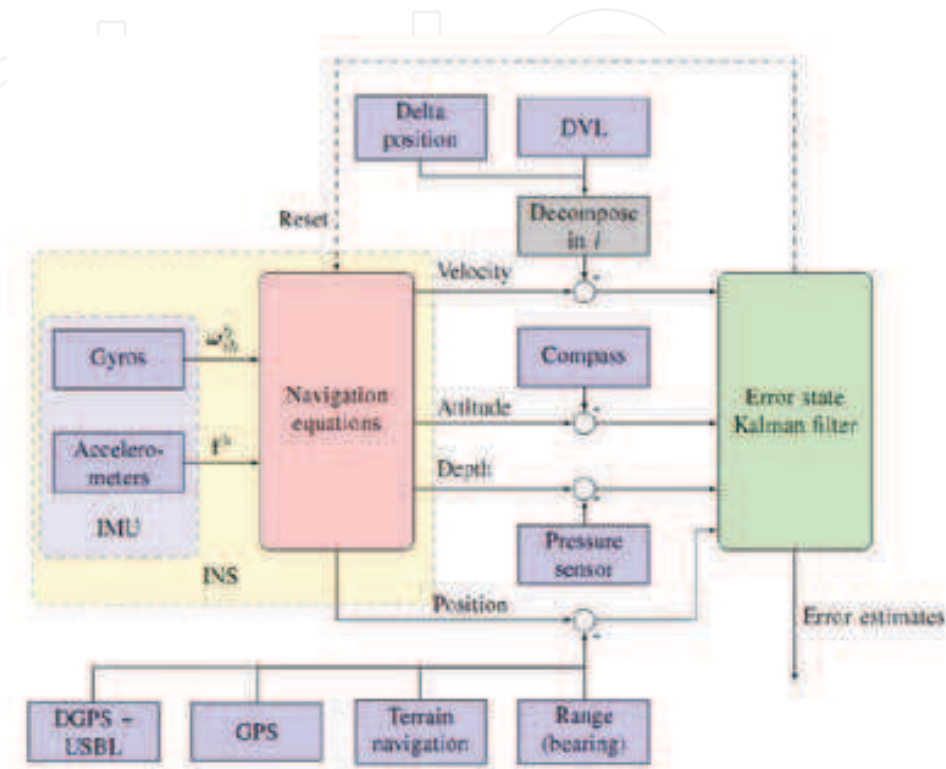 Delta
position
DVL
Reset
Decompose
in l
Velocity
Gyros
Compass
Navigation
equations
Error state
Kalman filter
Attitude
Accelero-
meters
Depth
IMU
Pressure
sensor
INS
Position
Error estimates
DGPS +
USBL
GPS
Terrain
navigation
Range
(bearing)